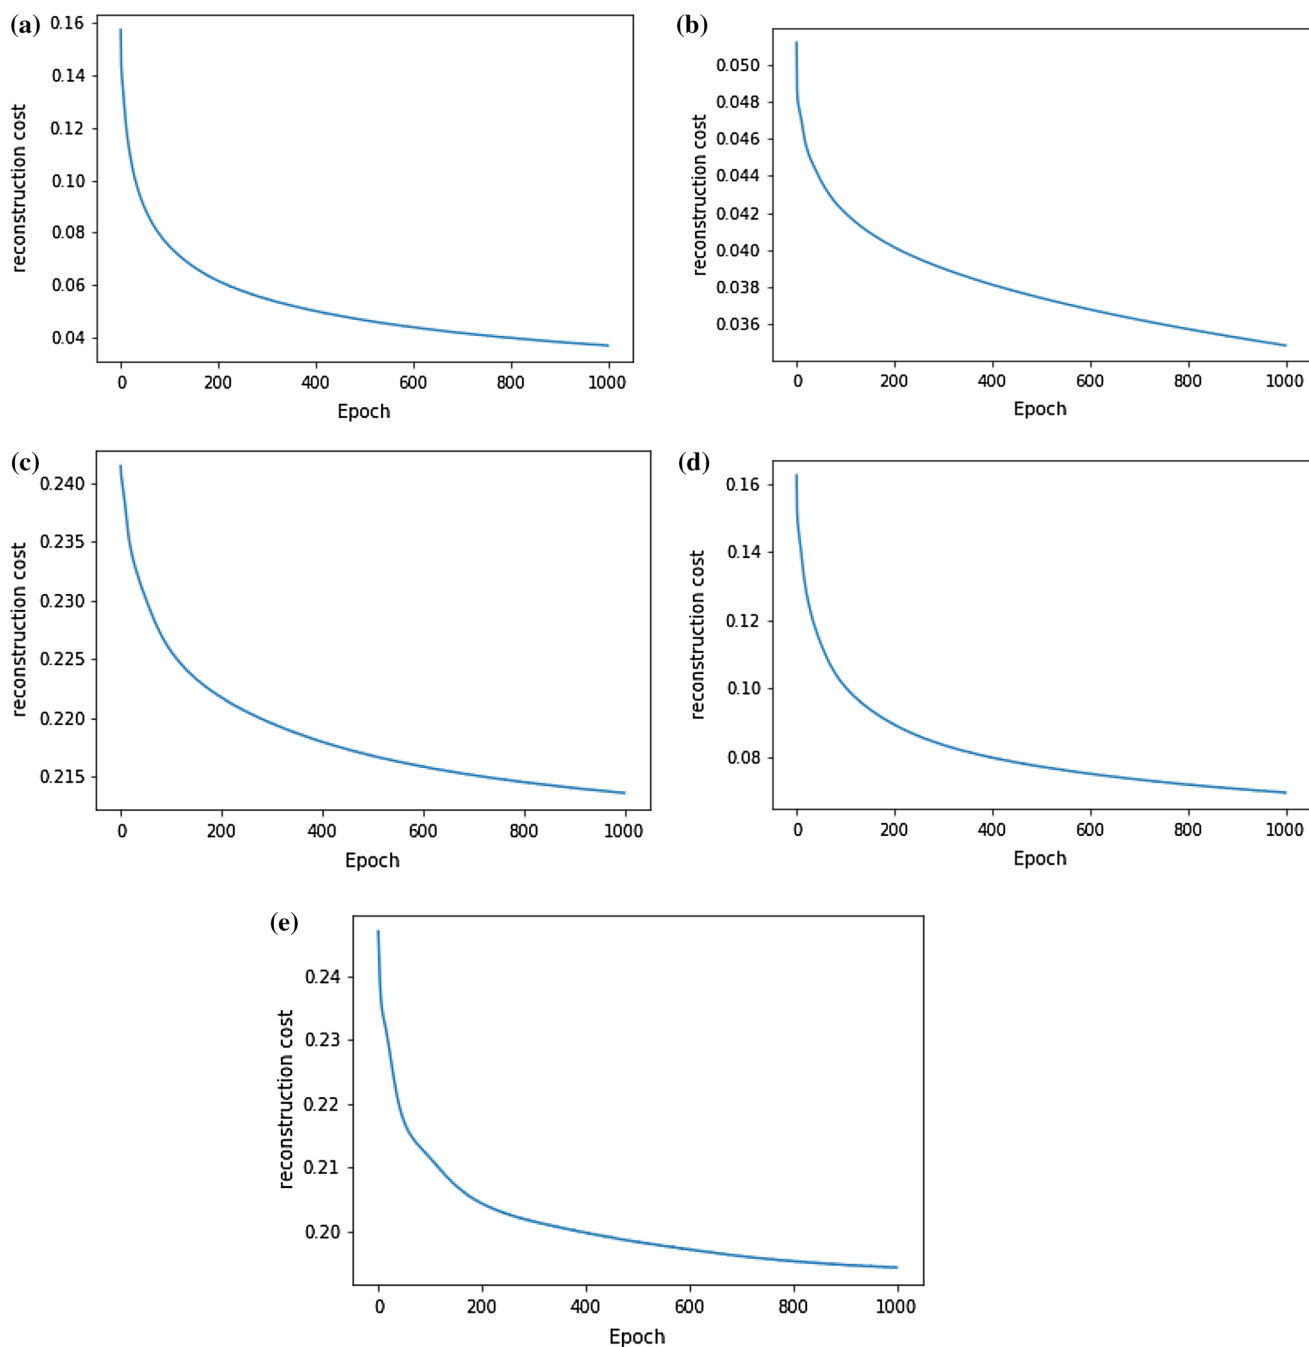 (a)
0.16
0.14
0.12
0.10
0.08
0.06
0.04
reconstruction cost
0 200 400 600 800 1000
Epoch
(b)
0.050
0.048
0.046
0.044
0.042
0.040
0.038
0.036
reconstruction cost
0 200 400 600 800 1000
Epoch
(c)
0.240
0.235
0.230
0.225
0.220
0.215
reconstruction cost
0 200 400 600 800 1000
Epoch
(d)
0.16
0.14
0.12
0.10
0.08
reconstruction cost
0 200 400 600 800 1000
Epoch
(e)
0.24
0.23
0.22
0.21
0.20
reconstruction cost
0 200 400 600 800 1000
Epoch